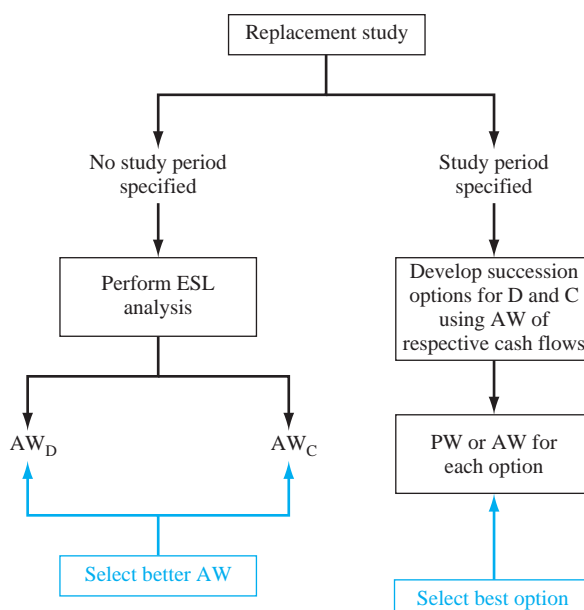 Replacement study
No study period
specified
Study period
specified
Perform ESL
analysis
Develop succession
options for D and C
using AW of
respective cash flows
AWD
AWC
PW or AW for
each option
Select better AW
Select best option